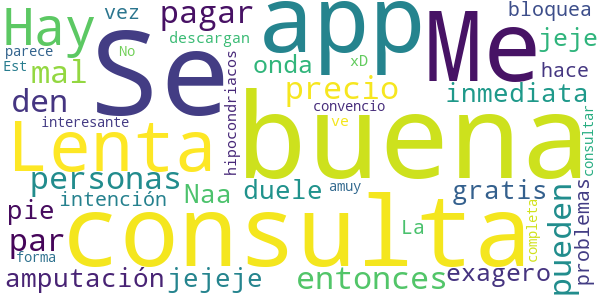 Hay
vez
pagar
app
Me
bloquea
parece
descargan
jeje
Est
No
xD
mal
onda
hace
Se
den
precio
inmediata
convencio
interesante
hipocondriacos
ve
buena
consultar
Lenta
personas
duele
amuy
gratis
intención
Naa
pueden
problemas
pie
consulta
La
completa
par
forma
amputación
jejeje
entonces
exagero